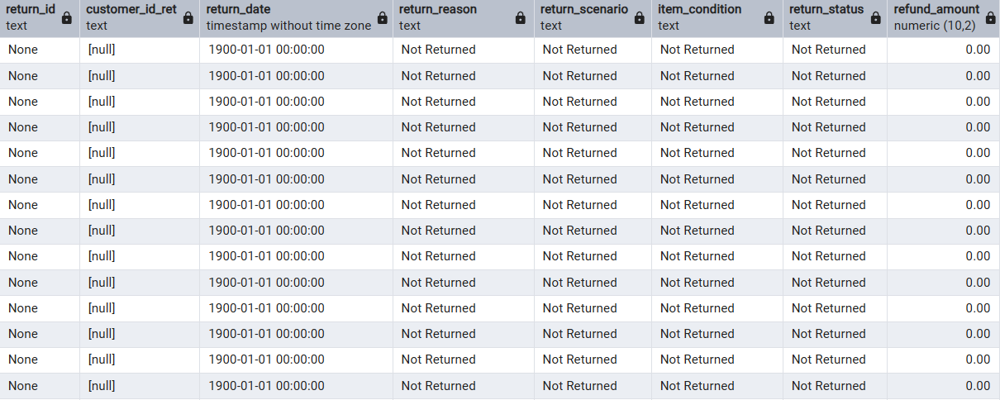 return_id customer_id_ret return_date return_reason return_scenario item_condition return_status refund_amount
text text timestamp without time zone text text text text numeric (10,2)
None [null] 1900-01-01 00:00:00 Not Returned Not Returned Not Returned Not Returned 0.00
None [null] 1900-01-01 00:00:00 Not Returned Not Returned Not Returned Not Returned 0.00
None [null] 1900-01-01 00:00:00 Not Returned Not Returned Not Returned Not Returned 0.00
None [null] 1900-01-01 00:00:00 Not Returned Not Returned Not Returned Not Returned 0.00
None [null] 1900-01-01 00:00:00 Not Returned Not Returned Not Returned Not Returned 0.00
None [null] 1900-01-01 00:00:00 Not Returned Not Returned Not Returned Not Returned 0.00
None [null] 1900-01-01 00:00:00 Not Returned Not Returned Not Returned Not Returned 0.00
None [null] 1900-01-01 00:00:00 Not Returned Not Returned Not Returned Not Returned 0.00
None [null] 1900-01-01 00:00:00 Not Returned Not Returned Not Returned Not Returned 0.00
None [null] 1900-01-01 00:00:00 Not Returned Not Returned Not Returned Not Returned 0.00
None [null] 1900-01-01 00:00:00 Not Returned Not Returned Not Returned Not Returned 0.00
None [null] 1900-01-01 00:00:00 Not Returned Not Returned Not Returned Not Returned 0.00
None [null] 1900-01-01 00:00:00 Not Returned Not Returned Not Returned Not Returned 0.00
None [null] 1900-01-01 00:00:00 Not Returned Not Returned Not Returned Not Returned 0.00